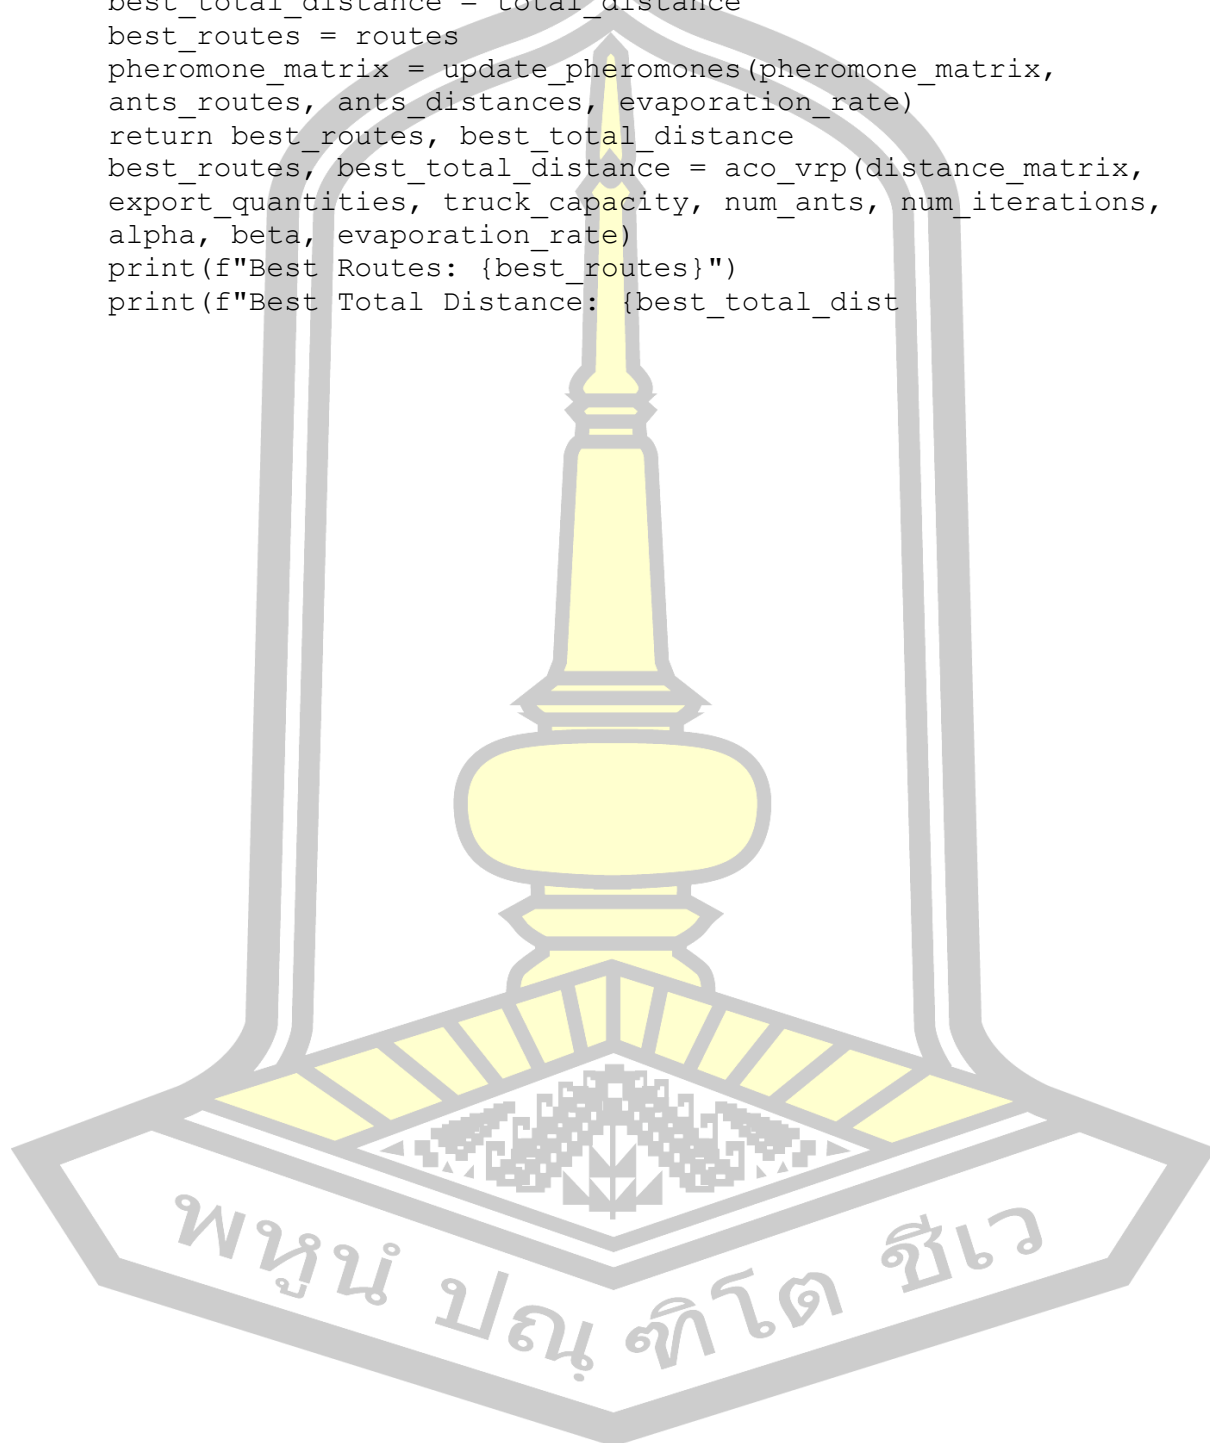 best_total_distance = total_distance
best_routes = routes
pheromone_matrix = update_pheromones(pheromone_matrix,
ants_routes, ants_distances, evaporation_rate)
return best_routes, best_total_distance
best_routes, best_total_distance = aco_vrp(distance_matrix,
export_quantities, truck_capacity, num_ants, num_iterations,
alpha, beta, evaporation_rate)
print(f"Best Routes: {best_routes}")
print(f"Best Total Distance: {best_total_dist
พหูนํ ปณฺฑิโต ชีเว